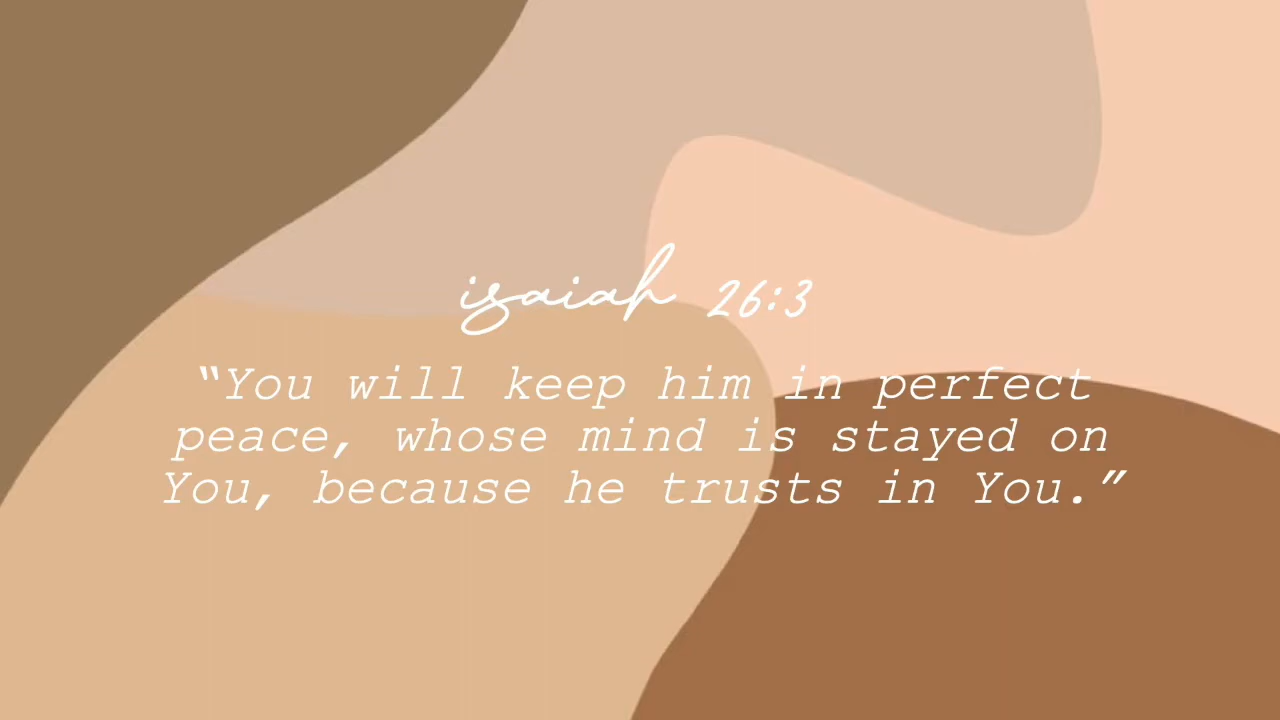 isaiah 26:3
“You will keep him in perfect
peace, whose mind is stayed on
You, because he trusts in You.”